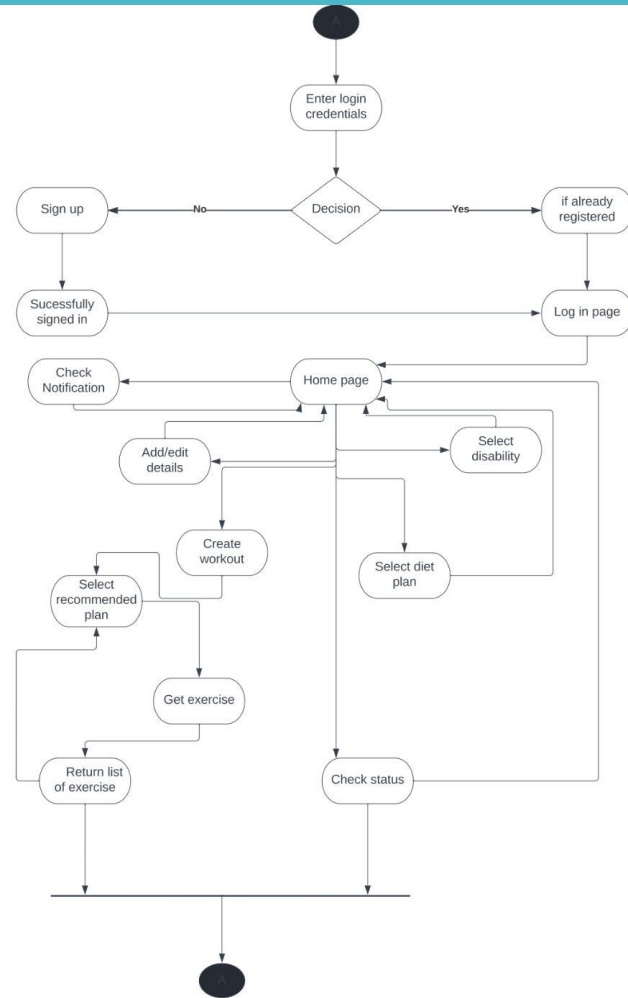 A
Enter login
credentials
Decision
No
Yes
Sign up
if already
registered
Sucessfully
signed in
Log in page
Check
Notification
Home page
Add/edit
details
Select
disability
Create
workout
Select diet
plan
Select
recommended
plan
Get exercise
Return list
of exercise
Check status
A